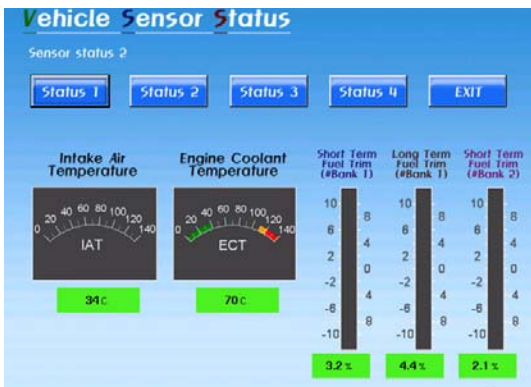 Vehicle Sensor Status
Sensor status 2
Status 1 Status 2 Status 3 Status 4 EXIT
Intake Air Temperature
0 20 40 60 80 100 120 140
IAT
34 C
Engine Coolant Temperature
0 20 40 60 80 100 120 140
ECT
70 C
Short Term Fuel Trim (#Bank 1)
10 6 2 -2 -6 -10
8 4 0 4 8
3.2 %
Long Term Fuel Trim (#Bank 1)
10 6 2 -2 -6 -10
8 4 0 4 8
4.4 %
Short Term Fuel Trim (#Bank 2)
10 6 2 -2 -6 -10
8 4 0 4 8
2.1 %